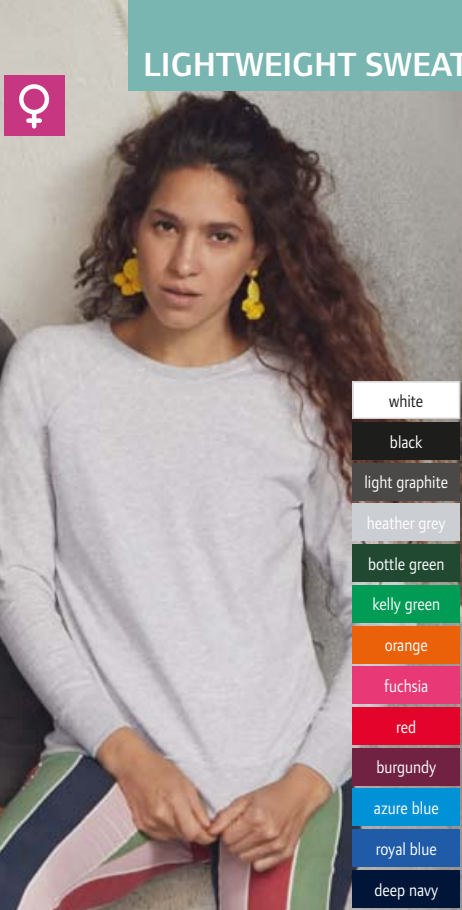 LIGHTWEIGHT SWEAT
white
black
light graphite
heather grey
bottle green
kelly green
orange
fuchsia
red
burgundy
azure blue
royal blue
deep navy